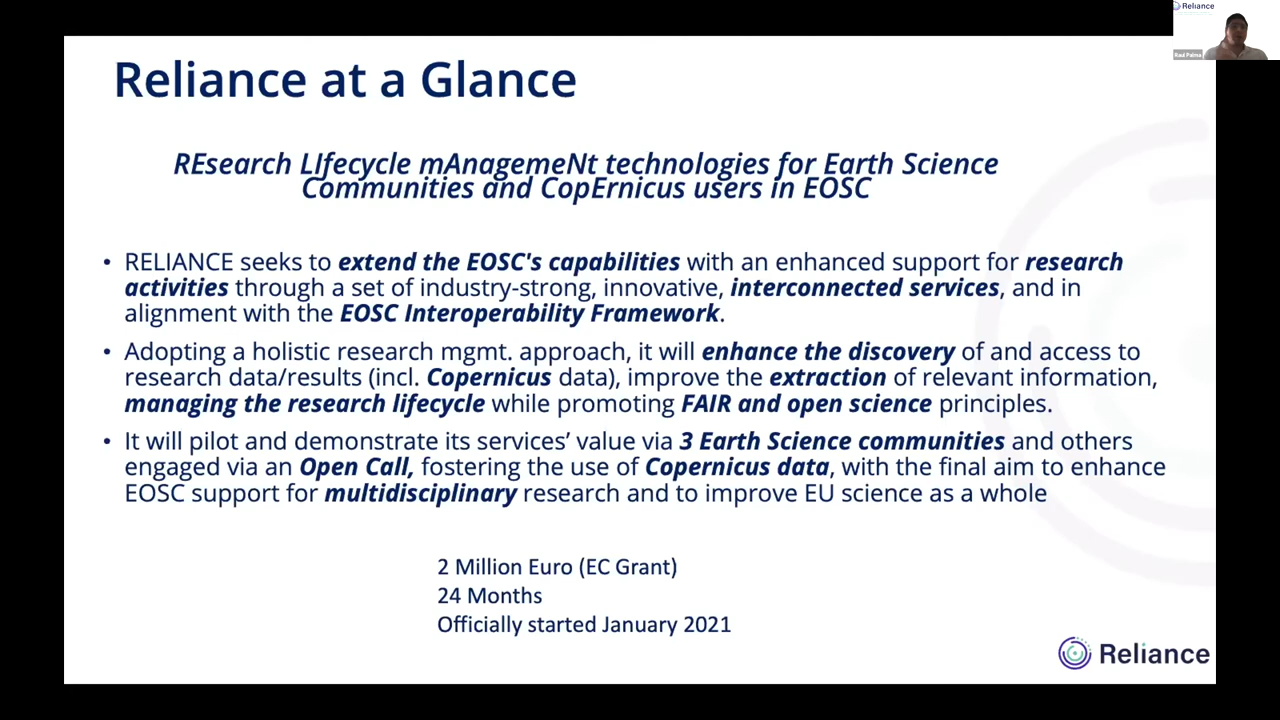 Reliance
Raul Palma
Reliance at a Glance
REsearch LIfecycle mAnagemeNt technologies for Earth Science
Communities and CopErnicus users in EOSC
• RELIANCE seeks to extend the EOSC's capabilities with an enhanced support for research
activities through a set of industry-strong, innovative, interconnected services, and in
alignment with the EOSC Interoperability Framework.
• Adopting a holistic research mgmt. approach, it will enhance the discovery of and access to
research data/results (incl. Copernicus data), improve the extraction of relevant information,
managing the research lifecycle while promoting FAIR and open science principles.
• It will pilot and demonstrate its services’ value via 3 Earth Science communities and others
engaged via an Open Call, fostering the use of Copernicus data, with the final aim to enhance
EOSC support for multidisciplinary research and to improve EU science as a whole
2 Million Euro (EC Grant)
24 Months
Officially started January 2021
Reliance